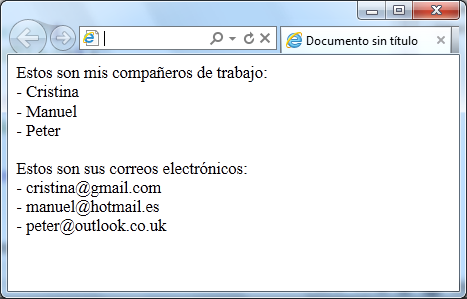 Documento sin título
Estos son mis compañeros de trabajo:
- Cristina
- Manuel
- Peter
Estos son sus correos electrónicos:
- cristina@gmail.com
- manuel@hotmail.es
- peter@outlook.co.uk